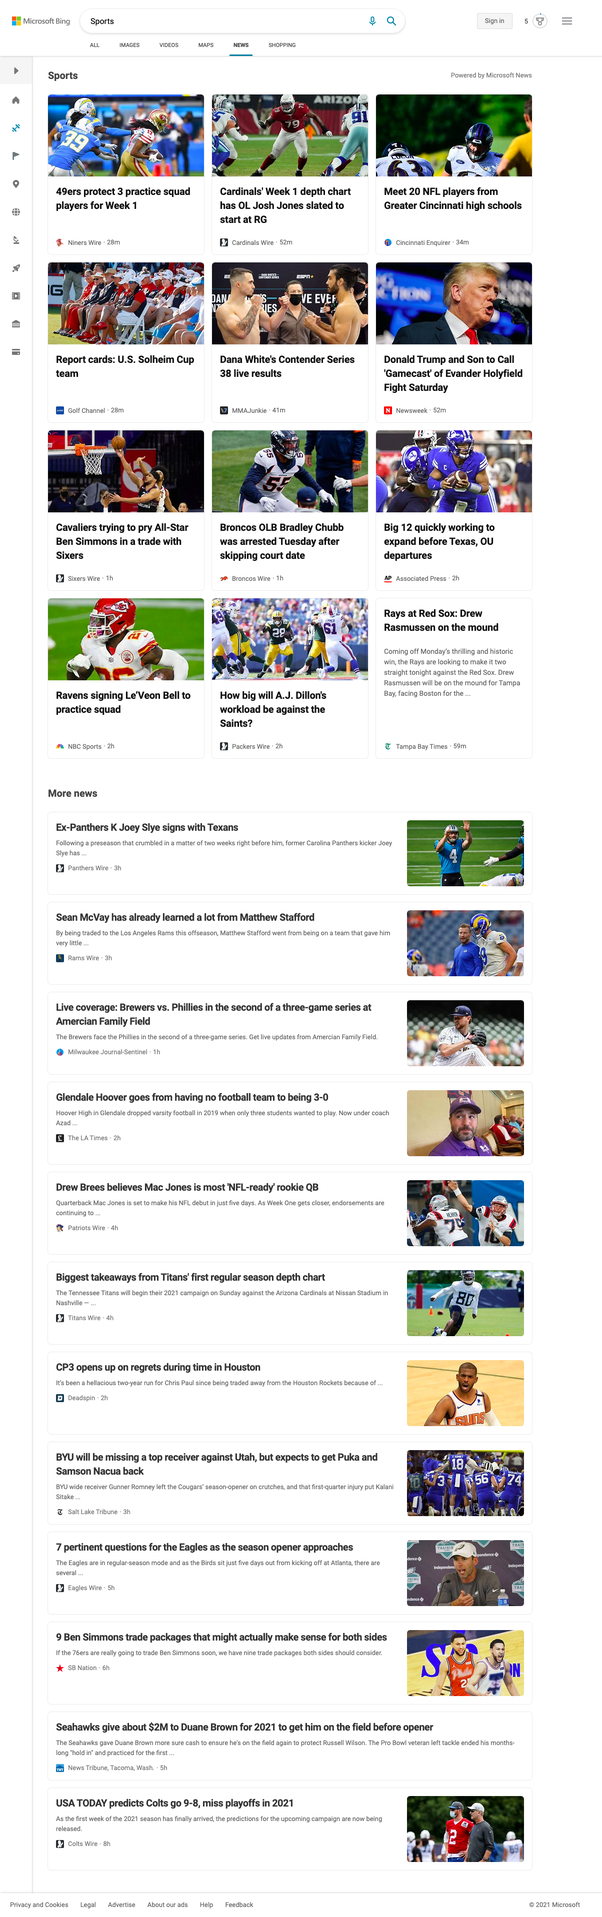 Microsoft Bing
Sports
Sign in
5
ALL IMAGES VIDEOS MAPS NEWS SHOPPING
Sports
Powered by Microsoft News
49ers protect 3 practice squad
players for Week 1
Niners Wire · 28m
Cardinals' Week 1 depth chart
has OL Josh Jones slated to
start at RG
Cardinals Wire · 52m
Meet 20 NFL players from
Greater Cincinnati high schools
Cincinnati Enquirer · 34m
Report cards: U.S. Solheim Cup
team
Golf Channel · 28m
Dana White's Contender Series
38 live results
MMAJunkie · 41m
Donald Trump and Son to Call
'Gamecast' of Evander Holyfield
Fight Saturday
Newsweek · 52m
Cavaliers trying to pry All-Star
Ben Simmons in a trade with
Sixers
Sixers Wire · 1h
Broncos OLB Bradley Chubb
was arrested Tuesday after
skipping court date
Broncos Wire · 1h
Big 12 quickly working to
expand before Texas, OU
departures
AP
Associated Press · 2h
Ravens signing Le'Veon Bell to
practice squad
NBC Sports · 2h
How big will A.J. Dillon's
workload be against the
Saints?
Packers Wire · 2h
Rays at Red Sox: Drew
Rasmussen on the mound
Coming off Monday's thrilling and historic
win, the Rays are looking to make it two
straight tonight against the Red Sox. Drew
Rasmussen will be on the mound for Tampa
Bay, facing Boston for the ...
Tampa Bay Times · 59m
More news
Ex-Panthers K Joey Slye signs with Texans
Following a preseason that crumbled in a matter of two weeks right before him, former Carolina Panthers kicker Joey
Slye has ...
Panthers Wire · 3h
Sean McVay has already learned a lot from Matthew Stafford
By being traded to the Los Angeles Rams this offseason, Matthew Stafford went from being on a team that gave him
very little ...
Rams Wire · 3h
Live coverage: Brewers vs. Phillies in the second of a three-game series at
Amercian Family Field
The Brewers face the Phillies in the second of a three-game series. Get live updates from Amercian Family Field.
Milwaukee Journal-Sentinel · 1h
Glendale Hoover goes from having no football team to being 3-0
Hoover High in Glendale dropped varsity football in 2019 when only three students wanted to play. Now under coach
Azad ...
The LA Times · 2h
Drew Brees believes Mac Jones is most 'NFL-ready' rookie QB
Quarterback Mac Jones is set to make his NFL debut in just five days. As Week One gets closer, endorsements are
continuing to ...
Patriots Wire · 4h
Biggest takeaways from Titans' first regular season depth chart
The Tennessee Titans will begin their 2021 campaign on Sunday against the Arizona Cardinals at Nissan Stadium in
Nashville — ...
Titans Wire · 4h
CP3 opens up on regrets during time in Houston
It's been a hellacious two-year run for Chris Paul since being traded away from the Houston Rockets because of ...
Deadspin · 2h
BYU will be missing a top receiver against Utah, but expects to get Puka and
Samson Nacua back
BYU wide receiver Gunner Romney left the Cougars' season-opener on crutches, and that first-quarter injury put Kalani
Sitake ...
Salt Lake Tribune · 3h
7 pertinent questions for the Eagles as the season opener approaches
The Eagles are in regular-season mode and as the Birds sit just five days out from kicking off at Atlanta, there are
several ...
Eagles Wire · 5h
9 Ben Simmons trade packages that might actually make sense for both sides
If the 76ers are really going to trade Ben Simmons soon, we have nine trade packages both sides should consider.
SB Nation · 6h
Seahawks give about $2M to Duane Brown for 2021 to get him on the field before opener
The Seahawks gave Duane Brown more sure cash to ensure he's on the field again to protect Russell Wilson. The Pro Bowl veteran left tackle ended his months-
long "hold in" and practiced for the first ...
News Tribune, Tacoma, Wash. · 5h
USA TODAY predicts Colts go 9-8, miss playoffs in 2021
As the first week of the 2021 season has finally arrived, the predictions for the upcoming campaign are now being
released.
Colts Wire · 8h
Privacy and Cookies Legal Advertise About our ads Help Feedback
© 2021 Microsoft